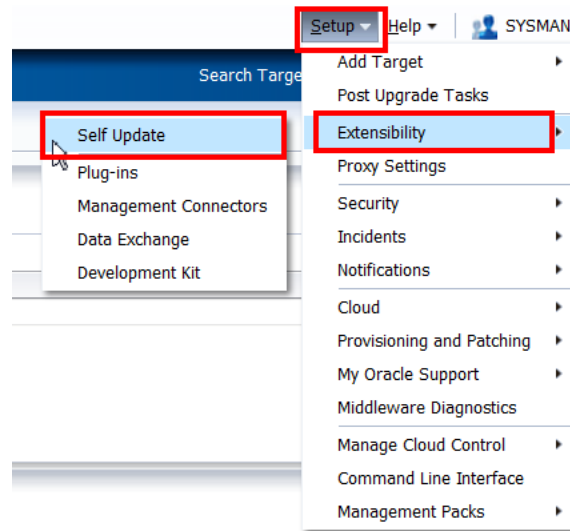 Setup Help SYSMAN
Search Targe
Add Target
Post Upgrade Tasks
Extensibility
Proxy Settings
Security
Incidents
Notifications
Cloud
Provisioning and Patching
My Oracle Support
Middleware Diagnostics
Manage Cloud Control
Command Line Interface
Management Packs
Self Update
Plug-ins
Management Connectors
Data Exchange
Development Kit